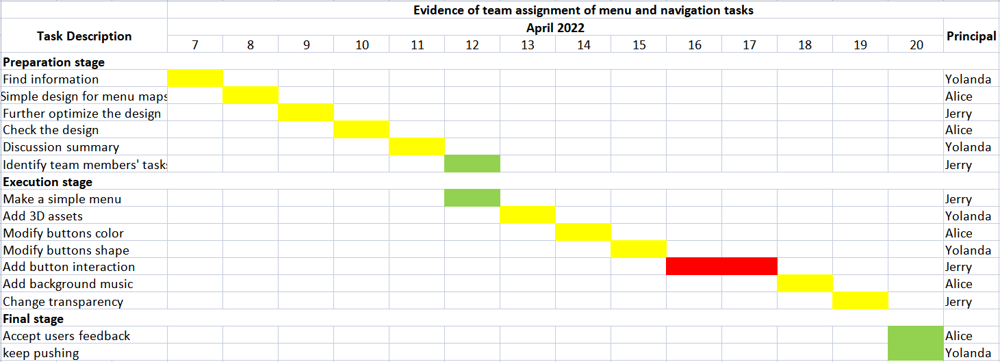 Evidence of team assignment of menu and navigation tasks
Task Description April 2022 Principal
7 8 9 10 11 12 13 14 15 16 17 18 19 20
Preparation stage
Find information Yolanda
Simple design for menu maps Alice
Further optimize the design Jerry
Check the design Alice
Discussion summary Yolanda
Identify team members' task Jerry
Execution stage
Make a simple menu Jerry
Add 3D assets Yolanda
Modify buttons color Alice
Modify buttons shape Yolanda
Add button interaction Jerry
Add background music Alice
Change transparency Jerry
Final stage
Accept users feedback Alice
keep pushing Yolanda